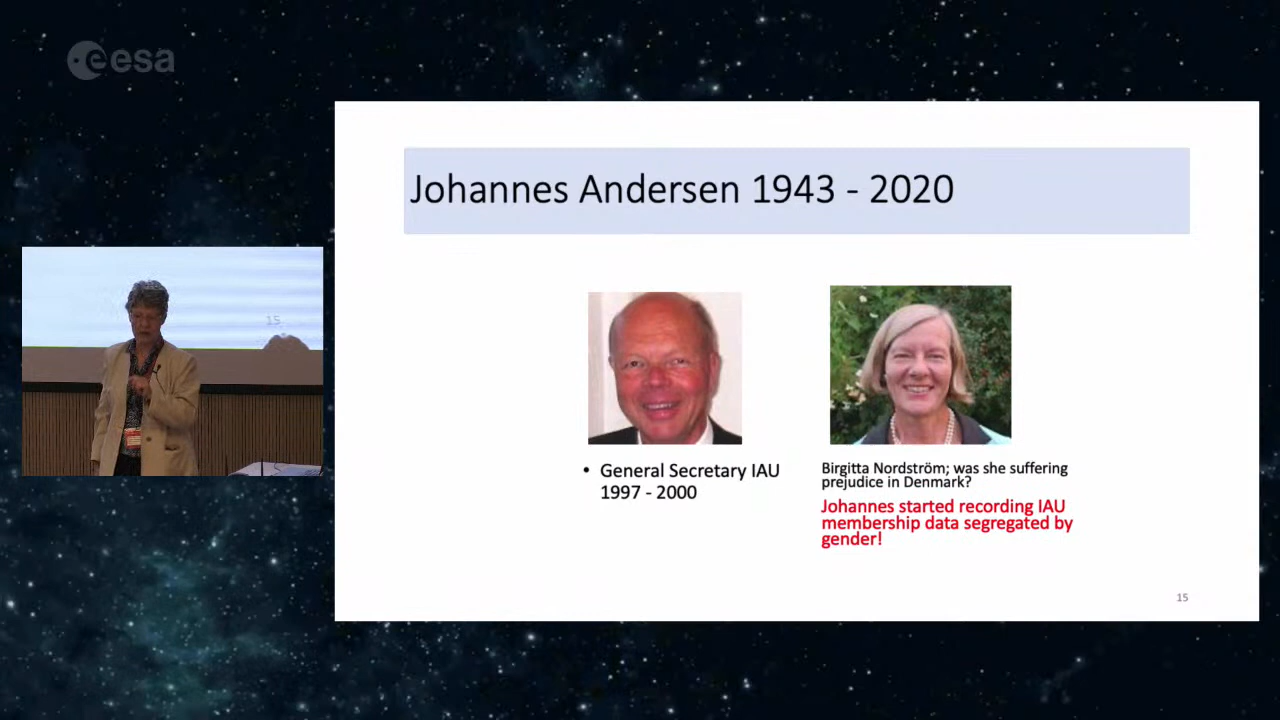 esa
Johannes Andersen 1943 - 2020
15
• General Secretary IAU
1997 - 2000
Birgitta Nordström; was she suffering
prejudice in Denmark?
Johannes started recording IAU
membership data segregated by
gender!
15